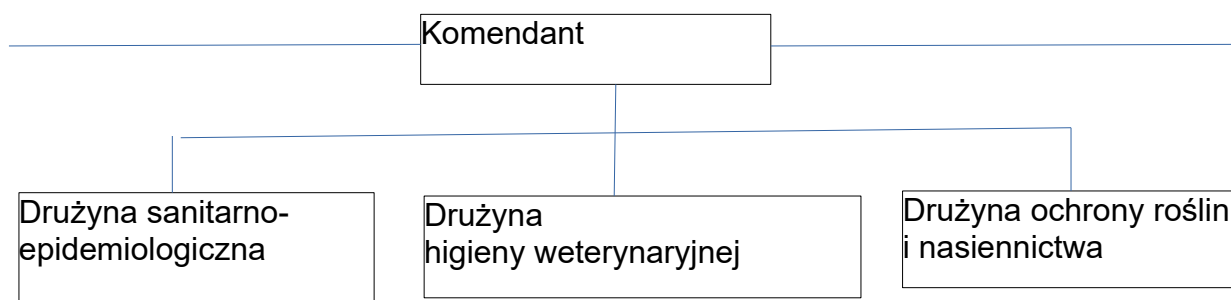 Komendant
Drużyna sanitarno-
epidemiologiczna
Drużyna
higieny weterynaryjnej
Drużyna ochrony roślin
i nasiennictwa